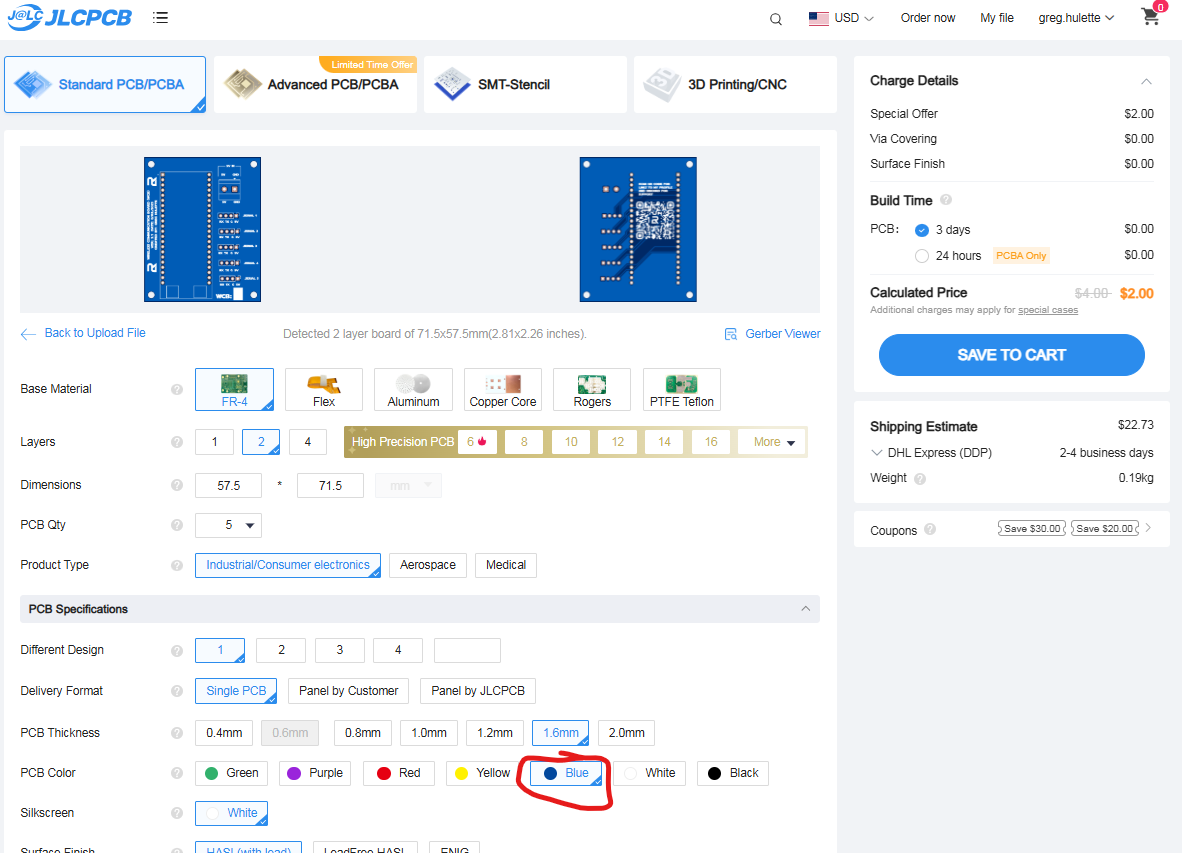 J@LC JLCPCB USD Order now My file greg.hulette 0
Standard PCB/PCBA Limited Time Offer Advanced PCB/PCBA SMT-Stencil 3D Printing/CNC
Back to Upload File Detected 2 layer board of 71.5x57.5mm(2.81x2.26 inches). Gerber Viewer
Base Material ? FR-4 Flex Aluminum Copper Core Rogers PTFE Teflon
Layers ? 1 2 4 High Precision PCB 6 8 10 12 14 16 More
Dimensions ? 57.5 * 71.5 mm
PCB Qty ? 5
Product Type ? Industrial/Consumer electronics Aerospace Medical
PCB Specifications
Different Design ? 1 2 3 4
Delivery Format ? Single PCB Panel by Customer Panel by JLCPCB
PCB Thickness ? 0.4mm 0.6mm 0.8mm 1.0mm 1.2mm 1.6mm 2.0mm
PCB Color ? Green Purple Red Yellow Blue White Black
Silkscreen ? White
Surface Finish ? HASL(with lead) LeadFree HASL ENIG
Charge Details
Special Offer $2.00
Via Covering $0.00
Surface Finish $0.00
Build Time ?
PCB: 3 days $0.00
24 hours PCBA Only $0.00
Calculated Price $4.00 $2.00
Additional charges may apply for special cases
SAVE TO CART
Shipping Estimate $22.73
DHL Express (DDP) 2-4 business days
Weight ? 0.19kg
Coupons ? Save $30.00 Save $20.00
WCB: